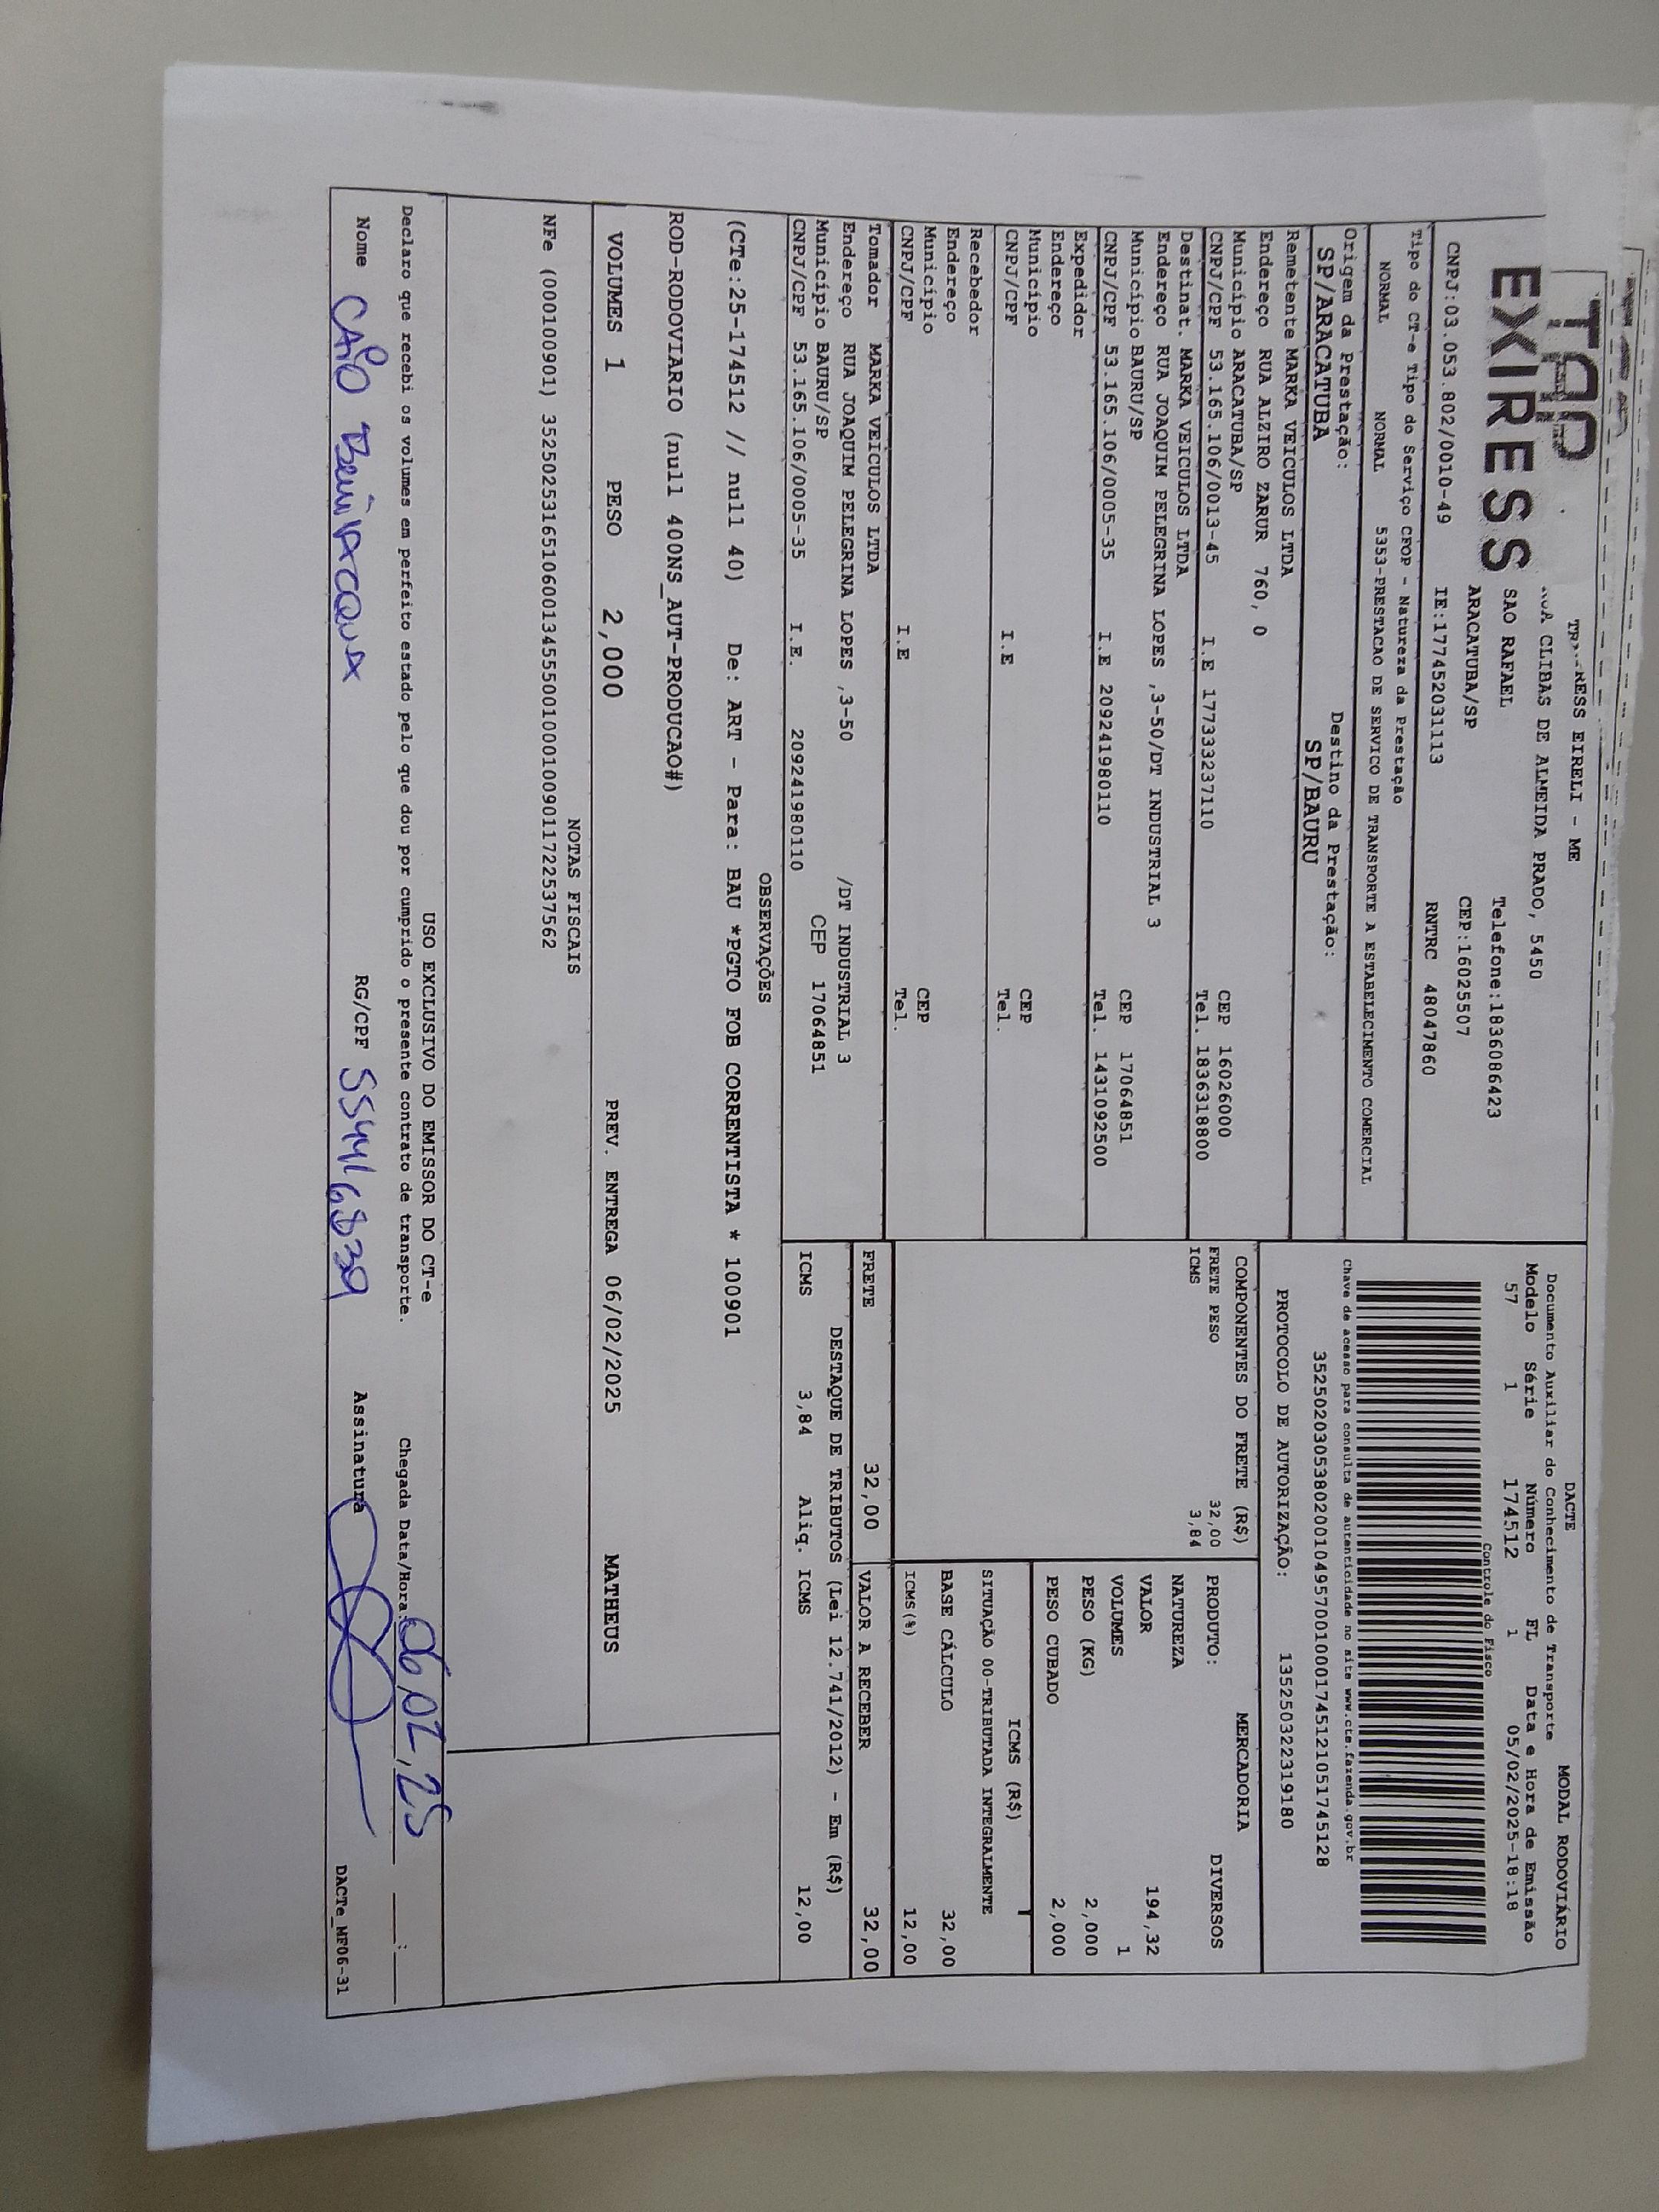 TAP
EXPRESS
EIRELI - ME
CLIBAS DE ALMEIDA PRADO, 5450
SAO RAFAEL Telefone:1836086423
ARACATUBA/SP CEP:16025507
CNPJ:03.053.802/0010-49 IE:177452031113 RNTRC 48047860
Tipo do CT-e Tipo do Serviço CFOP - Natureza da Prestação
NORMAL NORMAL 5353-PRESTACAO DE SERVICO DE TRANSPORTE A ESTABELECIMENTO COMERCIAL
Origem da Prestação: Destino da Prestação:
SP/ARACATUBA SP/BAURU
Remetente MARKA VEICULOS LTDA
Endereço RUA ALZIRO ZARUR 760, 0
Município ARACATUBA/SP CEP 16026000
CNPJ/CPF 53.165.106/0013-45 I.E 177333237110 Tel. 1836318800
Destinat. MARKA VEICULOS LTDA
Endereço RUA JOAQUIM PELEGRINA LOPES ,3-50/DT INDUSTRIAL 3
Município BAURU/SP CEP 17064851
CNPJ/CPF 53.165.106/0005-35 I.E 209241980110 Tel. 1431092500
Expedidor
Endereço
Município CEP
CNPJ/CPF I.E Tel.
Recebedor
Endereço
Município CEP
CNPJ/CPF I.E Tel.
Tomador MARKA VEICULOS LTDA
Endereço RUA JOAQUIM PELEGRINA LOPES ,3-50 /DT INDUSTRIAL 3
Município BAURU/SP CEP 17064851
CNPJ/CPF 53.165.106/0005-35 I.E. 209241980110
DACTE MODAL RODOVIÁRIO
Documento Auxiliar do Conhecimento de Transporte
Modelo Série Número FL Data e Hora de Emissão
57 1 174512 1 05/02/2025-18:18
Controle do Fisco
Chave de acesso para consulta de autenticidade no site www.cte.fazenda.gov.br
35250203053802001049570010001745121051745128
PROTOCOLO DE AUTORIZAÇÃO: 135250322319180
COMPONENTES DO FRETE (R$)
FRETE PESO 32,00
ICMS 3,84
MERCADORIA
PRODUTO: DIVERSOS
NATUREZA
VALOR 194,32
VOLUMES 1
PESO (KG) 2,000
PESO CUBADO 2,000
ICMS (R$)
SITUAÇÃO 00-TRIBUTADA INTEGRALMENTE
BASE CÁLCULO 32,00
ICMS(%) 12,00
FRETE 32,00 VALOR A RECEBER 32,00
DESTAQUE DE TRIBUTOS (Lei 12.741/2012) - Em (R$)
ICMS 3,84 Aliq. ICMS 12,00
OBSERVAÇÕES
(CTe:25-174512 // null 40) De: ART - Para: BAU *PGTO FOB CORRENTISTA * 100901
ROD-RODOVIARIO (null 400NS_AUT-PRODUCAO#)
VOLUMES 1 PESO 2,000 PREV. ENTREGA 06/02/2025 MATHEUS
NOTAS FISCAIS
NFe (000100901) 35250253165106001345550010001009011722537562
USO EXCLUSIVO DO EMISSOR DO CT-e
Declaro que recebi os volumes em perfeito estado pelo que dou por cumprido o presente contrato de transporte. Chegada Data/Hora: 06,02,25 :
Nome CAIO RG/CPF 554416839 Assinatura
DACTe_MF06-31